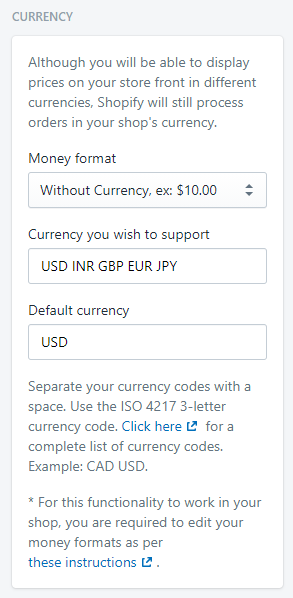 CURRENCY
Although you will be able to display
prices on your store front in different
currencies, Shopify will still process
orders in your shop's currency.
Money format
Without Currency, ex: $10.00
Currency you wish to support
USD INR GBP EUR JPY
Default currency
USD
Separate your currency codes with a
space. Use the ISO 4217 3-letter
currency code. Click here for a
complete list of currency codes.
Example: CAD USD.
* For this functionality to work in your
shop, you are required to edit your
money formats as per
these instructions .